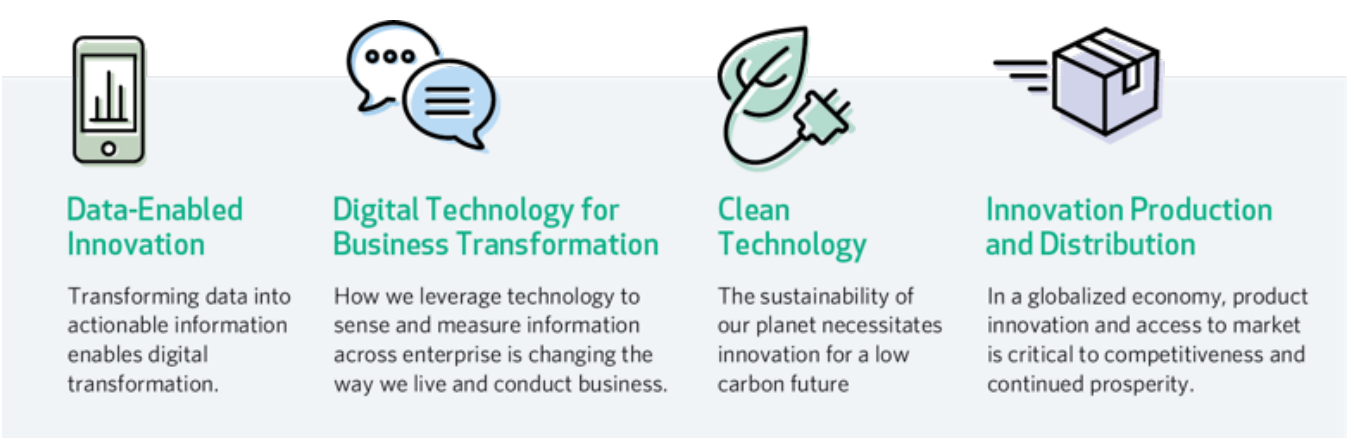 Data-Enabled
Innovation
Transforming data into
actionable information
enables digital
transformation.
Digital Technology for
Business Transformation
How we leverage technology to
sense and measure information
across enterprise is changing the
way we live and conduct business.
Clean
Technology
The sustainability of
our planet necessitates
innovation for a low
carbon future
Innovation Production
and Distribution
In a globalized economy, product
innovation and access to market
is critical to competitiveness and
continued prosperity.